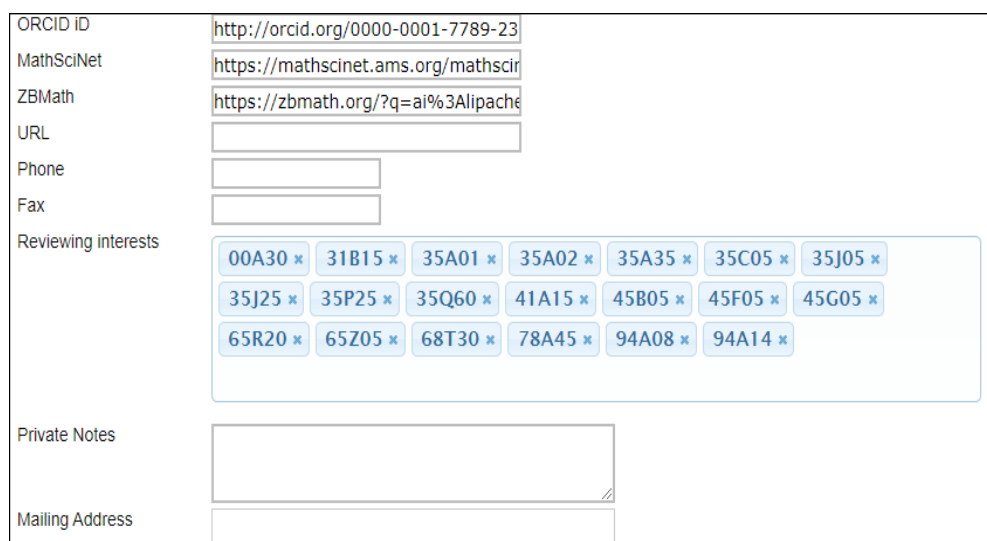 ORCID iD http://orcid.org/0000-0001-7789-23
MathSciNet https://mathscinet.ams.org/mathscin
ZBMath https://zbmath.org/?q=ai%3Alipache
URL
Phone
Fax
Reviewing interests
00A30 × 31B15 × 35A01 × 35A02 × 35A35 × 35C05 × 35J05 ×
35J25 × 35P25 × 35Q60 × 41A15 × 45B05 × 45F05 × 45G05 ×
65R20 × 65Z05 × 68T30 × 78A45 × 94A08 × 94A14 ×
Private Notes
Mailing Address